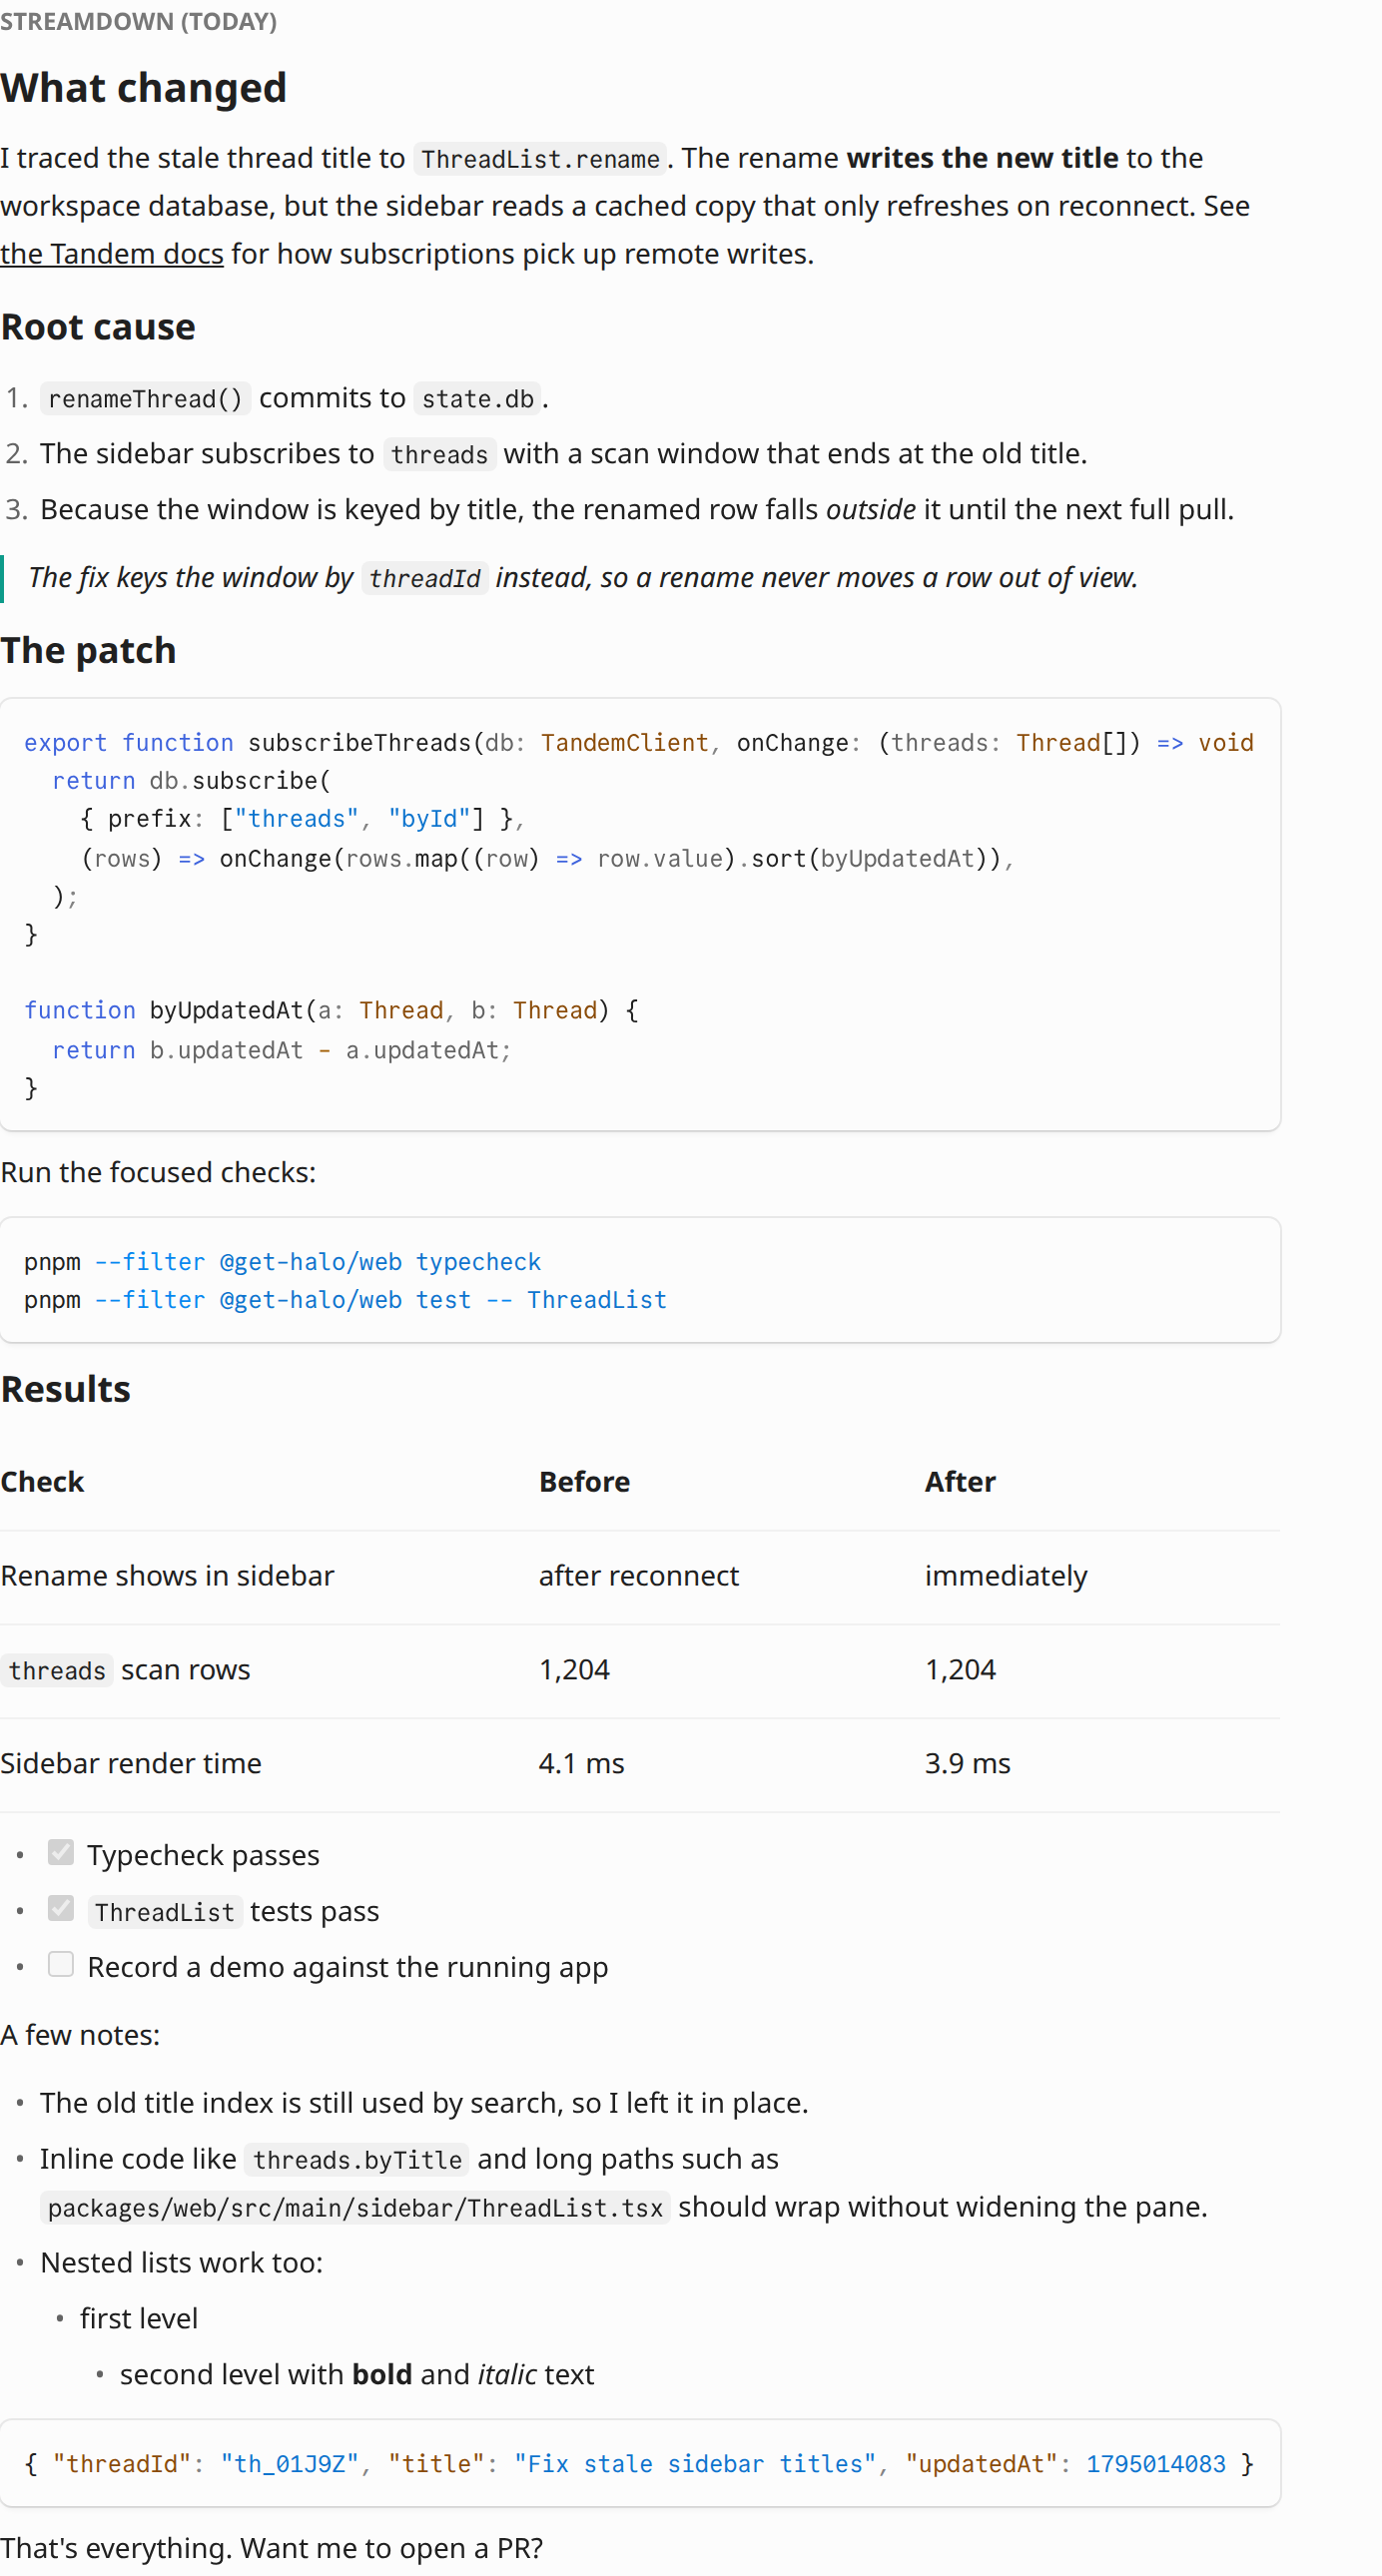 STREAMDOWN (TODAY)
What changed
I traced the stale thread title to ThreadList.rename. The rename writes the new title to the
workspace database, but the sidebar reads a cached copy that only refreshes on reconnect. See
the Tandem docs for how subscriptions pick up remote writes.
Root cause
1. renameThread() commits to state.db.
2. The sidebar subscribes to threads with a scan window that ends at the old title.
3. Because the window is keyed by title, the renamed row falls outside it until the next full pull.
The fix keys the window by threadId instead, so a rename never moves a row out of view.
The patch
export function subscribeThreads(db: TandemClient, onChange: (threads: Thread[]) => void
  return db.subscribe(
    { prefix: ["threads", "byId"] },
    (rows) => onChange(rows.map((row) => row.value).sort(byUpdatedAt)),
  );
}
function byUpdatedAt(a: Thread, b: Thread) {
  return b.updatedAt - a.updatedAt;
}
Run the focused checks:
pnpm --filter @get-halo/web typecheck
pnpm --filter @get-halo/web test -- ThreadList
Results
Check Before After
Rename shows in sidebar after reconnect immediately
threads scan rows 1,204 1,204
Sidebar render time 4.1 ms 3.9 ms
• Typecheck passes
• ThreadList tests pass
• Record a demo against the running app
A few notes:
• The old title index is still used by search, so I left it in place.
• Inline code like threads.byTitle and long paths such as
packages/web/src/main/sidebar/ThreadList.tsx should wrap without widening the pane.
• Nested lists work too:
• first level
• second level with bold and italic text
{ "threadId": "th_01J9Z", "title": "Fix stale sidebar titles", "updatedAt": 1795014083 }
That's everything. Want me to open a PR?